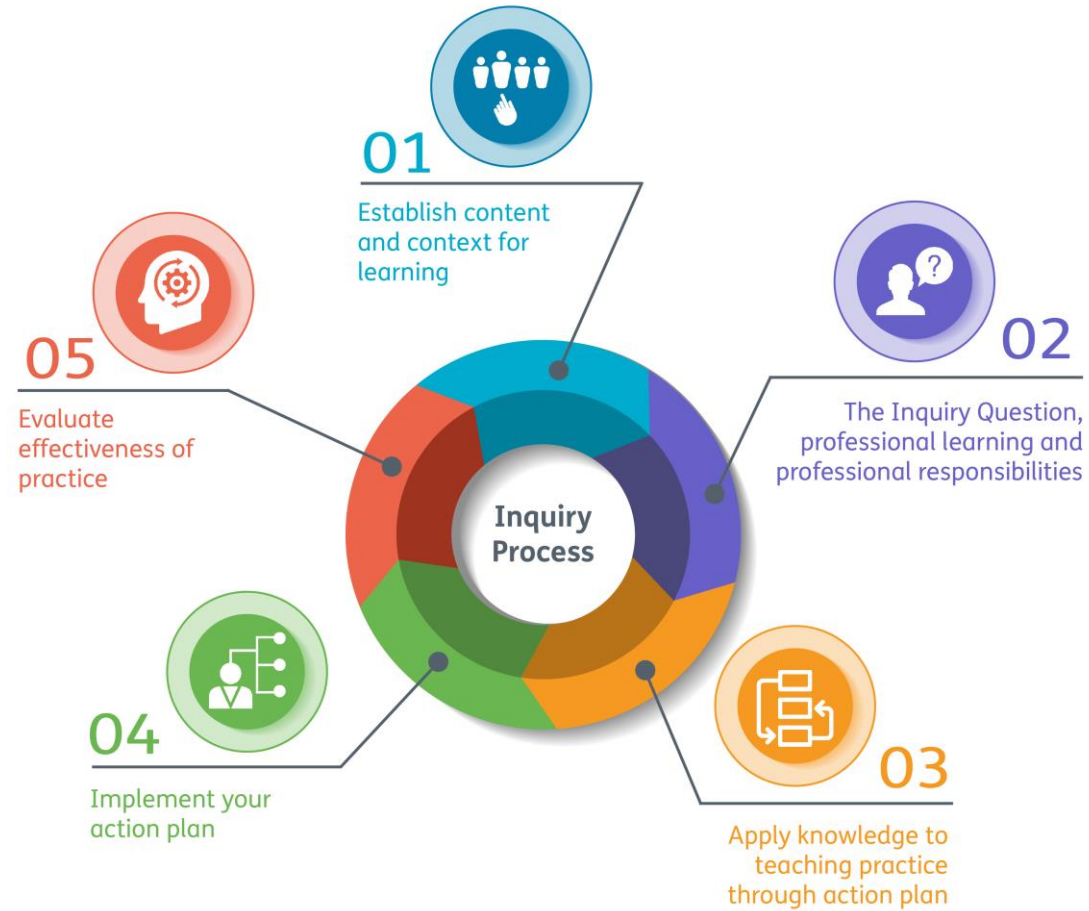 01
Establish content
and context for
learning
?
02
The Inquiry Question,
professional learning and
professional responsibilities
03
Apply knowledge to
teaching practice
through action plan
04
Implement your
action plan
05
Evaluate
effectiveness of
practice
Inquiry
Process